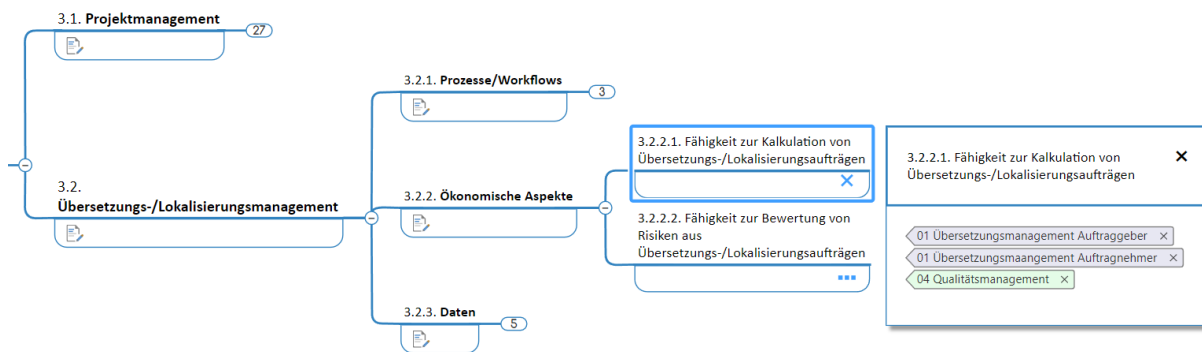 3.1. Projektmanagement
27
3.2.
Übersetzungs-/Lokalisierungsmanagement
3.2.1. Prozesse/Workflows
3
3.2.2. Ökonomische Aspekte
3.2.2.1. Fähigkeit zur Kalkulation von
Übersetzungs-/Lokalisierungsaufträgen
3.2.2.2. Fähigkeit zur Bewertung von
Risiken aus
Übersetzungs-/Lokalisierungsaufträgen
3.2.3. Daten
5
3.2.2.1. Fähigkeit zur Kalkulation von
Übersetzungs-/Lokalisierungsaufträgen
01 Übersetzungsmanagement Auftraggeber
01 Übersetzungsmaangement Auftragnehmer
04 Qualitätsmanagement